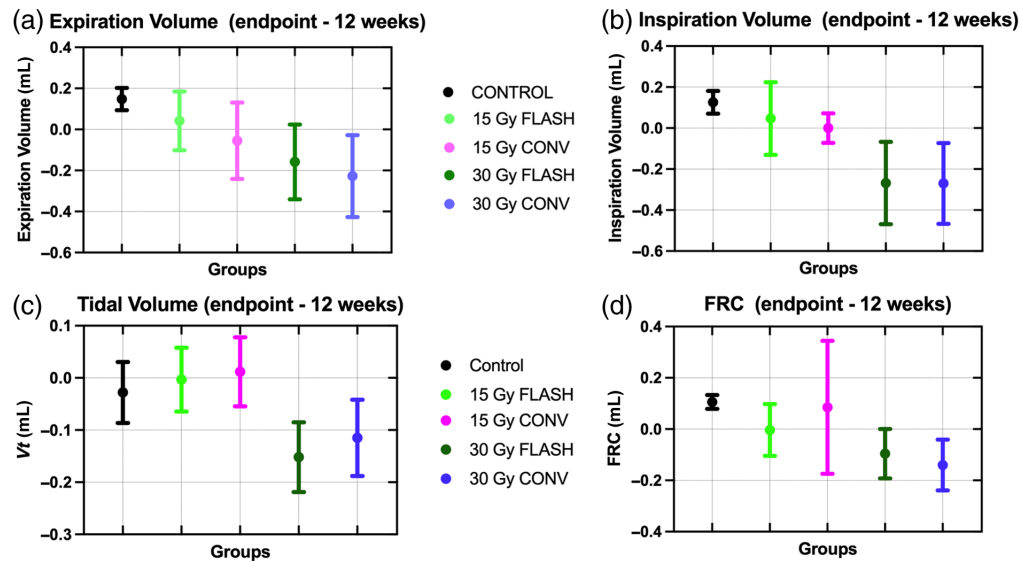 (a) Expiration Volume (endpoint - 12 weeks)
Expiration Volume (mL)
0.4
0.2
0.0
−0.2
−0.4
−0.6
Groups
CONTROL
15 Gy FLASH
15 Gy CONV
30 Gy FLASH
30 Gy CONV
(b) Inspiration Volume (endpoint - 12 weeks)
Inspiration Volume (mL)
0.4
0.2
0.0
−0.2
−0.4
−0.6
Groups
(c) Tidal Volume (endpoint - 12 weeks)
Vt (mL)
0.1
0.0
−0.1
−0.2
−0.3
Groups
Control
15 Gy FLASH
15 Gy CONV
30 Gy FLASH
30 Gy CONV
(d) FRC (endpoint - 12 weeks)
FRC (mL)
0.4
0.2
0.0
−0.2
−0.4
Groups